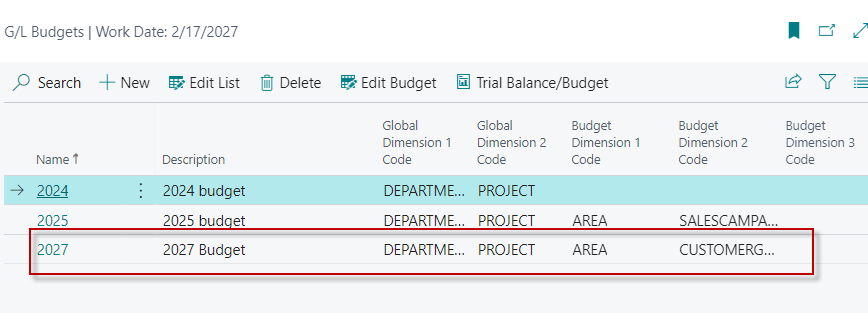 G/L Budgets | Work Date: 2/17/2027
Search New Edit List Delete Edit Budget Trial Balance/Budget
Global Global Budget Budget Budget
Dimension 1 Dimension 2 Dimension 1 Dimension 2 Dimension 3
Name ↑ Description Code Code Code Code Code
2024 2024 budget DEPARTME... PROJECT
2025 2025 budget DEPARTME... PROJECT AREA SALESCAMPA...
2027 2027 Budget DEPARTME... PROJECT AREA CUSTOMERG...